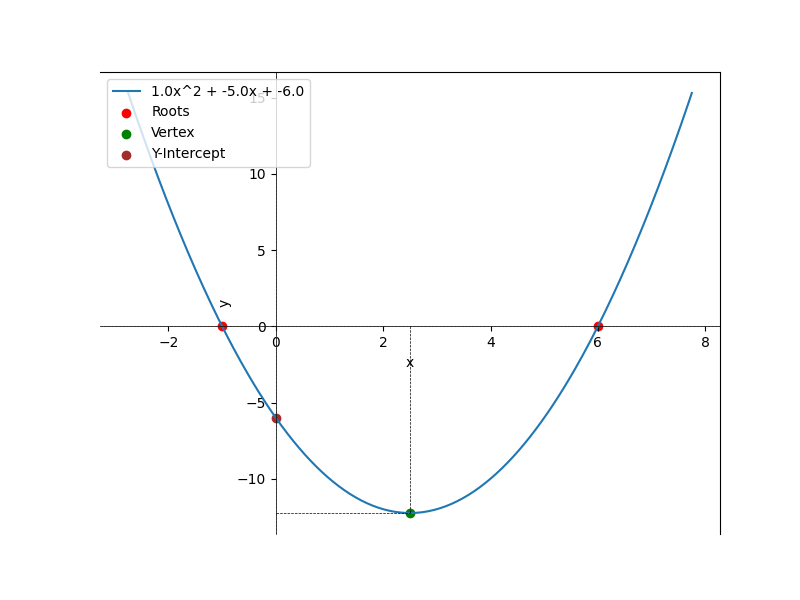 1.0x^2 + -5.0x + -6.0
Roots
Vertex
Y-Intercept
15
10
5
y
0
−2 0 2 4 6 8
x
−5
−10